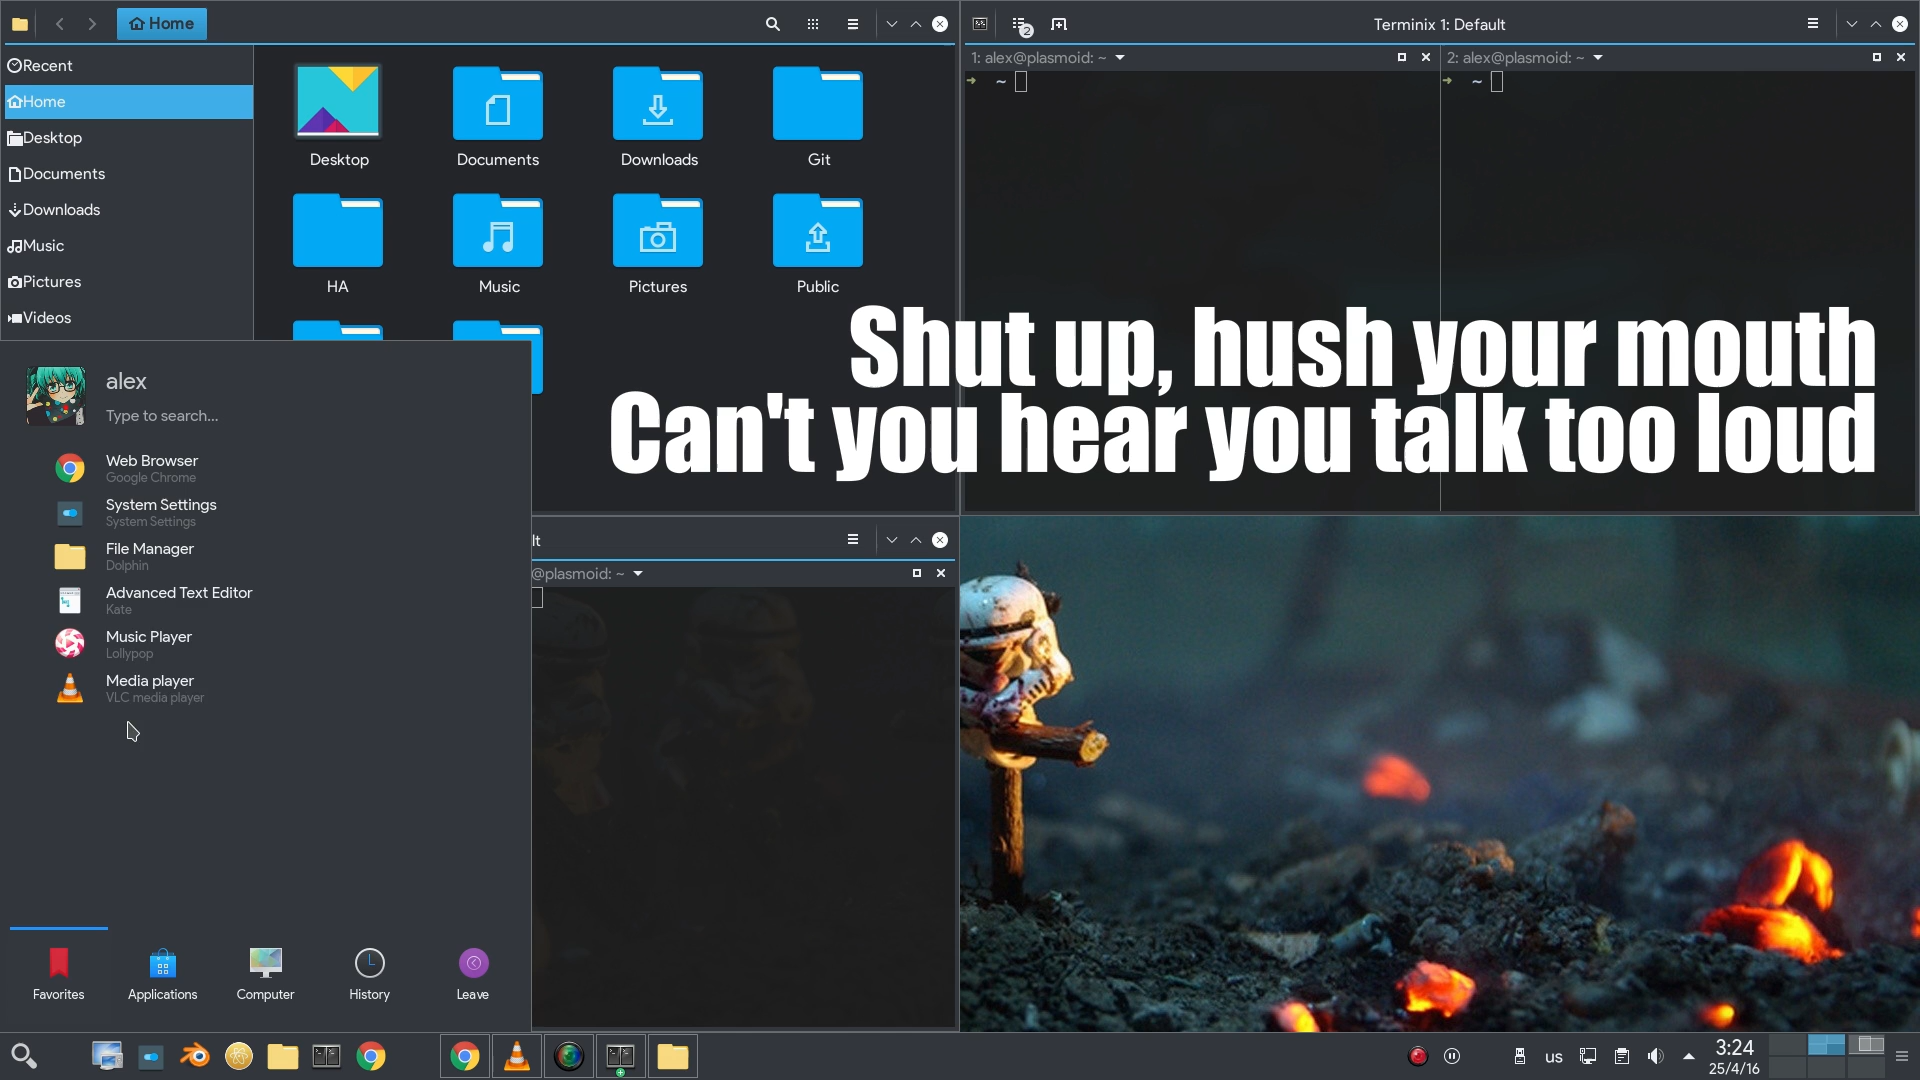 Home
Terminix 1: Default
2
1: alex@plasmoid: ~
2: alex@plasmoid: ~
~
~
Recent
Home
Desktop
Documents
Downloads
Music
Pictures
Videos
Desktop
Documents
Downloads
Git
HA
Music
Pictures
Public
Shut up, hush your mouth
Can't you hear you talk too loud
alex
Type to search...
Web Browser
Google Chrome
System Settings
System Settings
File Manager
Dolphin
Advanced Text Editor
Kate
Music Player
Lollypop
Media player
VLC media player
lt
@plasmoid: ~
Favorites
Applications
Computer
History
Leave
us
3:24
25/4/16